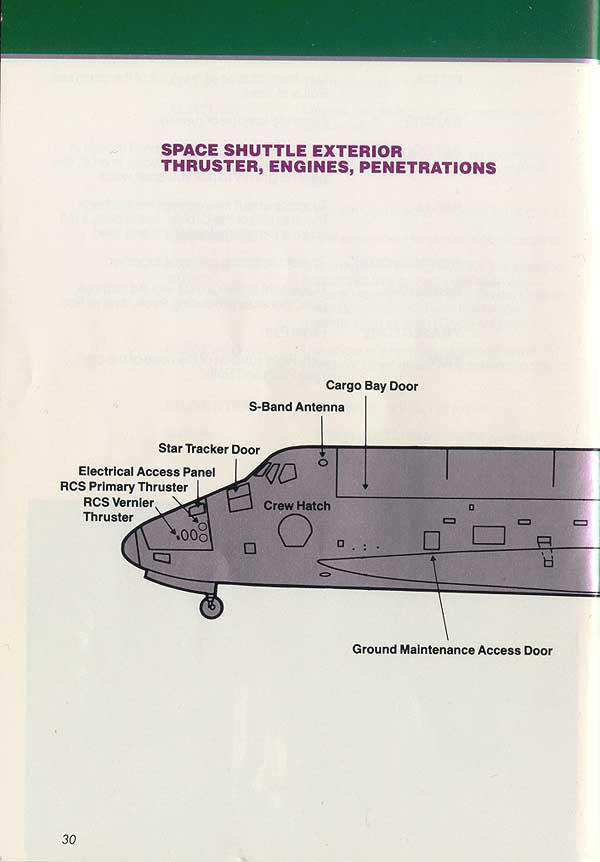 SPACE SHUTTLE EXTERIOR
THRUSTER, ENGINES, PENETRATIONS
Cargo Bay Door
S-Band Antenna
Star Tracker Door
Electrical Access Panel
RCS Primary Thruster
RCS Vernier
Thruster
Crew Hatch
Ground Maintenance Access Door
30